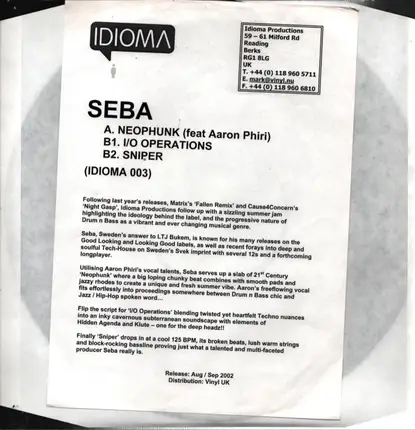 IDIOMA
Idioma Productions
59 – 61 Milford Rd
Reading
Berks
RG1 8LG
UK
T. +44 (0) 118 960 5711
E. mark@vinyl.nu
F. +44 (0) 118 960 6810
SEBA
A. NEOPHUNK (feat Aaron Phiri)
B1. I/O OPERATIONS
B2. SNIPER
(IDIOMA 003)
Following last year's releases, Matrix's 'Fallen Remix' and Cause4Concern's
'Night Gasp', Idioma Productions follow up with a sizzling summer jam
highlighting the ideology behind the label, and the progressive nature of
Drum n Bass as a vibrant and ever changing musical genre.
Seba, Sweden's answer to LTJ Bukem, is known for his many releases on the
Good Looking and Looking Good labels, as well as recent forays into deep and
soulful Tech-House on Sweden's Svek imprint with several 12s and a forthcoming
longplayer.
Utilising Aaron Phiri's vocal talents, Seba serves up a slab of 21st Century
'Neophunk' where a big loping chunky beat combines with smooth pads and
jazzy rhodes to create a unique and fresh summer vibe. Aaron's freeflowing vocal
fits effortlessly into proceedings somewhere between Drum n Bass chic and
Jazz / Hip-Hop spoken word...
Flip the script for 'I/O Operations' blending twisted yet heartfelt Techno nuances
into an inky cavernous subterranean soundscape with elements of
Hidden Agenda and Klute – one for the deep headz!!
Finally 'Sniper' drops in at a cool 125 BPM, its broken beats, lush warm strings
and block-rocking bassline proving just what a talented and multi-faceted
producer Seba really is.
Release: Aug / Sep 2002
Distribution: Vinyl UK